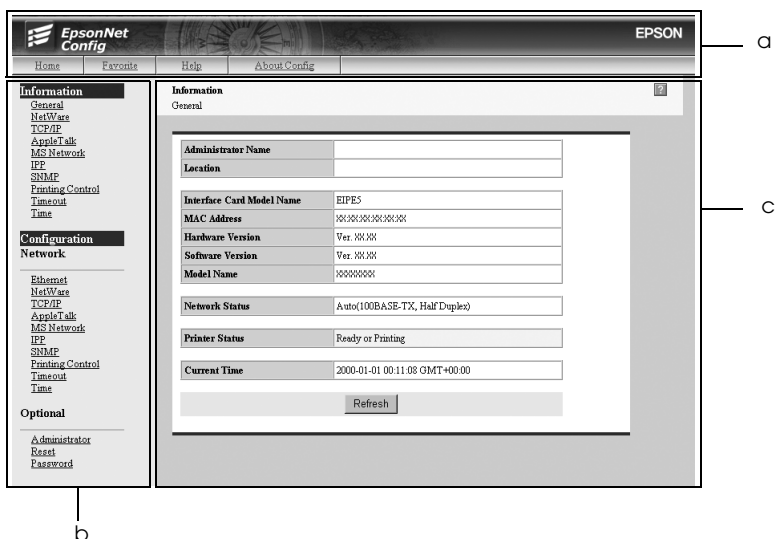 EpsonNet
Config
EPSON
a
Home Favorite Help About Config
Information
General
NetWare
TCP/IP
AppleTalk
MS Network
IPP
SNMP
Printing Control
Timeout
Time
Configuration
Network
Ethernet
NetWare
TCP/IP
AppleTalk
MS Network
IPP
SNMP
Printing Control
Timeout
Time
Optional
Administrator
Reset
Password
b
Information
?
General
Administrator Name
Location
Interface Card Model Name EIPE5
MAC Address XX:XX:XX:XX:XX:XX
Hardware Version Ver. XX.XX
Software Version Ver. XX.XX
Model Name XXXXXXXX
Network Status Auto(100BASE-TX, Half Duplex)
Printer Status Ready or Printing
Current Time 2000-01-01 00:11:08 GMT+00:00
Refresh
c